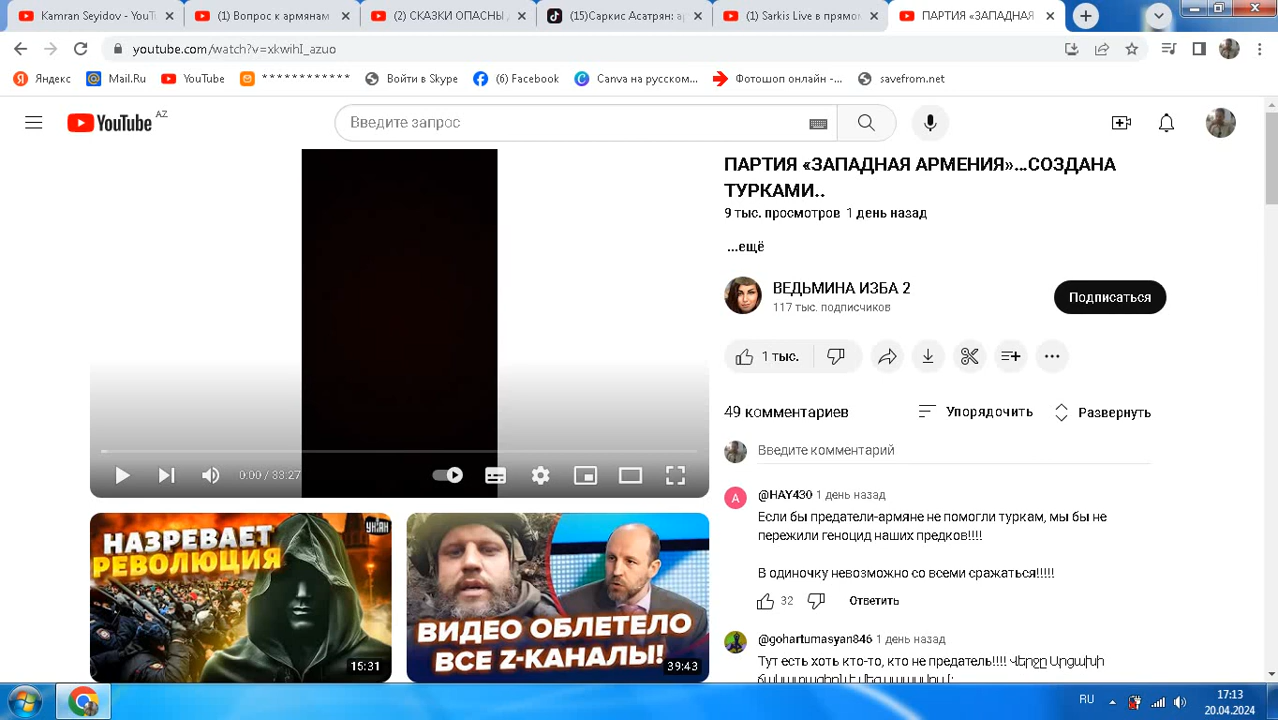 Kamran Seyidov - YouTu
(1) Вопрос к армянам
(2) СКАЗКИ ОПАСНЫ
(15)Саркис Асатрян: а
(1) Sarkis Live в прямо
ПАРТИЯ «ЗАПАДНАЯ
youtube.com/watch?v=xkwihI_azuo
Яндекс
Mail.Ru
YouTube
* * * * * * * * * * * *
Войти в Skype
(6) Facebook
Canva на русском...
Фотошоп онлайн -...
savefrom.net
YouTube AZ
Введите запрос
ПАРТИЯ «ЗАПАДНАЯ АРМЕНИЯ»...СОЗДАНА
ТУРКАМИ..
9 тыс. просмотров 1 день назад
...ещё
ВЕДЬМИНА ИЗБА 2
117 тыс. подписчиков
Подписаться
1 тыс.
49 комментариев
Упорядочить
Развернуть
Введите комментарий
0:00 / 33:27
@HAY430 1 день назад
Если бы предатели-армяне не помогли туркам, мы бы не
пережили геноцид наших предков!!!!
В одиночку невозможно со всеми сражаться!!!!!
32
Ответить
@gohartumasyan846 1 день назад
Тут есть хоть кто-то, кто не предатель!!!! Վերջը Արցախի
НАЗРЕВАЕТ
РЕВОЛЮЦИЯ
УНІАН
15:31
ВИДЕО ОБЛЕТЕЛО
ВСЕ Z-КАНАЛЫ!
39:43
RU
17:13
20.04.2024